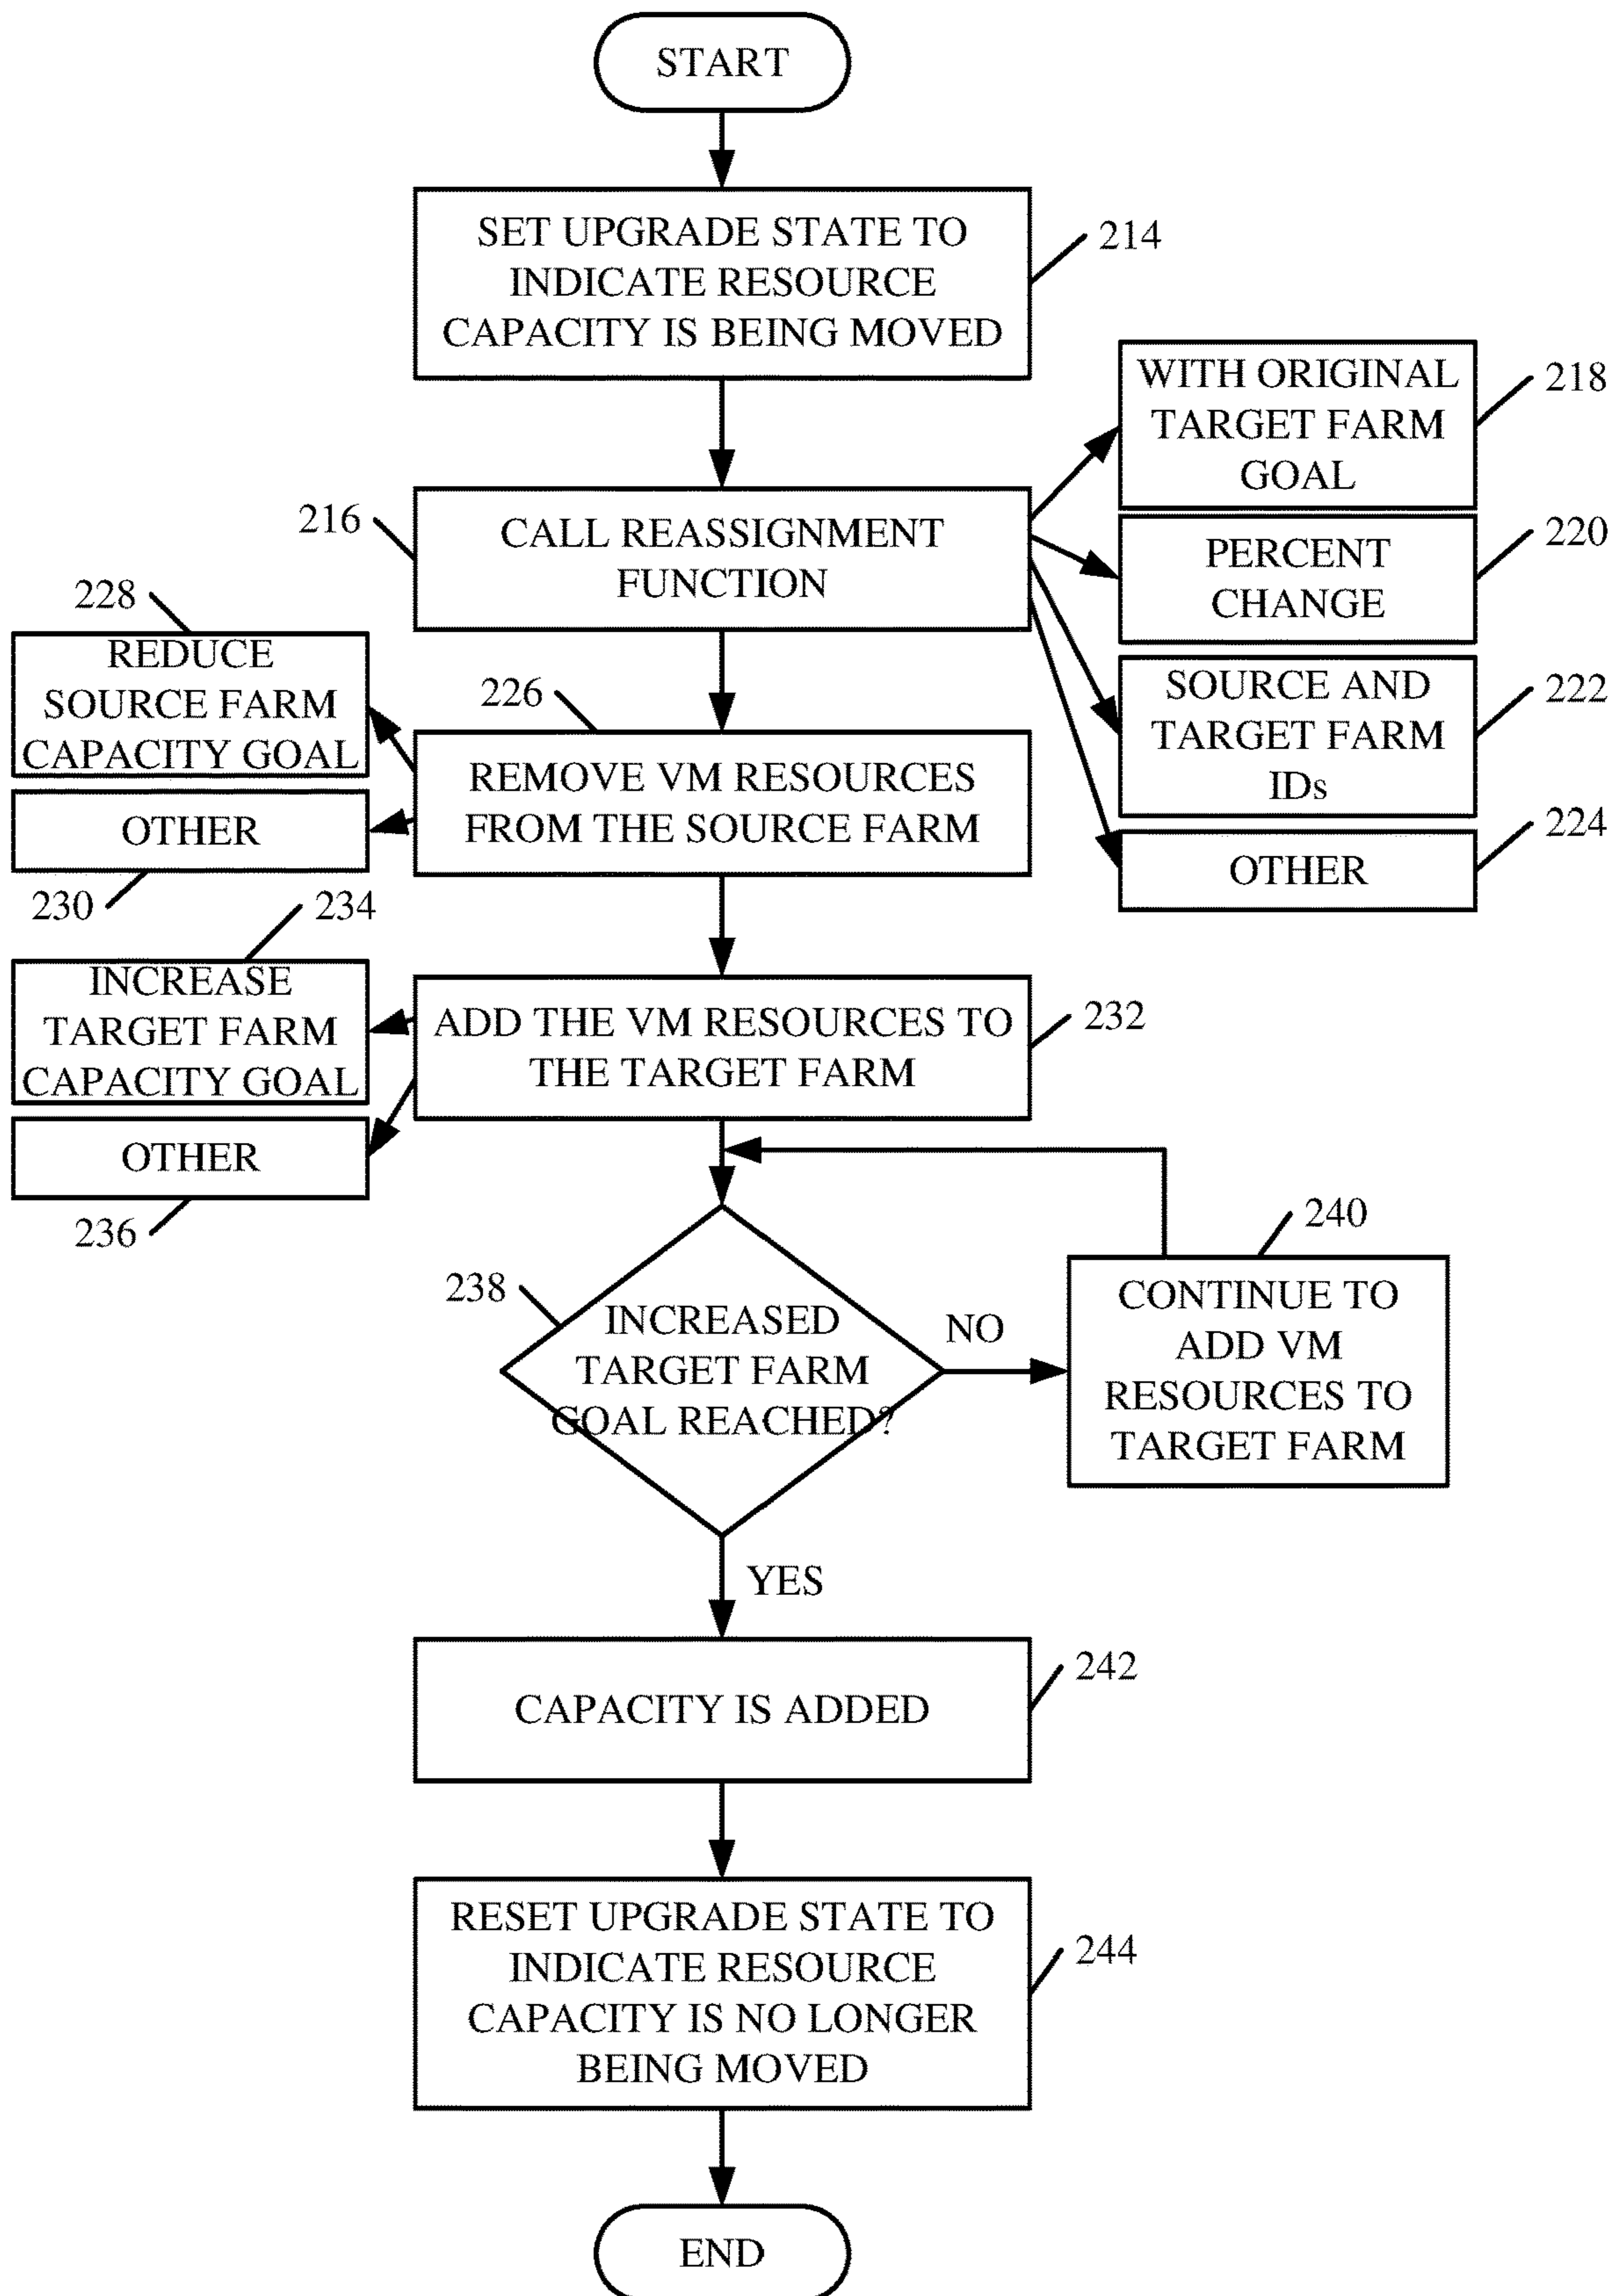 START
SET UPGRADE STATE TO
INDICATE RESOURCE
CAPACITY IS BEING MOVED
214
WITH ORIGINAL
TARGET FARM
GOAL
218
216
CALL REASSIGNMENT
FUNCTION
PERCENT
CHANGE
220
228
REDUCE
SOURCE FARM
CAPACITY GOAL
SOURCE AND
TARGET FARM
IDs
222
226
REMOVE VM RESOURCES
FROM THE SOURCE FARM
OTHER
230
OTHER
224
234
INCREASE
TARGET FARM
CAPACITY GOAL
ADD THE VM RESOURCES TO
THE TARGET FARM
232
OTHER
236
238
INCREASED
TARGET FARM
GOAL REACHED?
NO
240
CONTINUE TO
ADD VM
RESOURCES TO
TARGET FARM
YES
CAPACITY IS ADDED
242
RESET UPGRADE STATE TO
INDICATE RESOURCE
CAPACITY IS NO LONGER
BEING MOVED
244
END